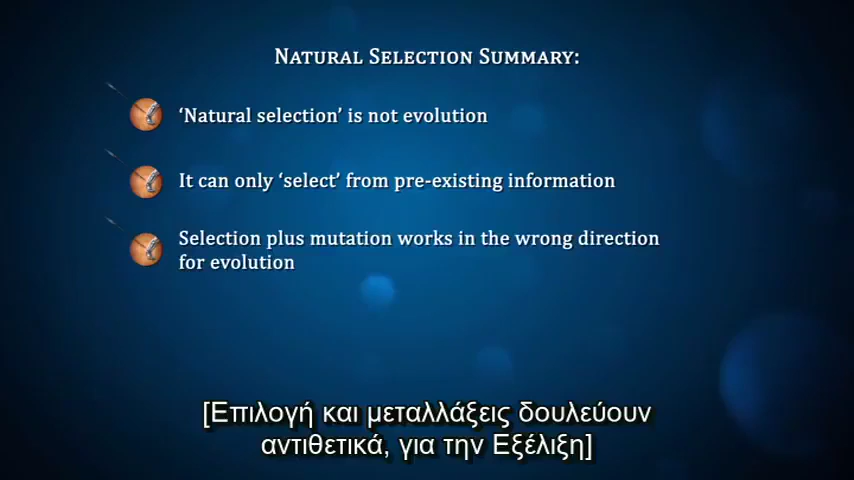 NATURAL SELECTION SUMMARY:
‘Natural selection’ is not evolution
It can only ‘select’ from pre-existing information
Selection plus mutation works in the wrong direction
for evolution
[Επιλογή και μεταλλάξεις δουλεύουν
αντιθετικά, για την Εξέλιξη]